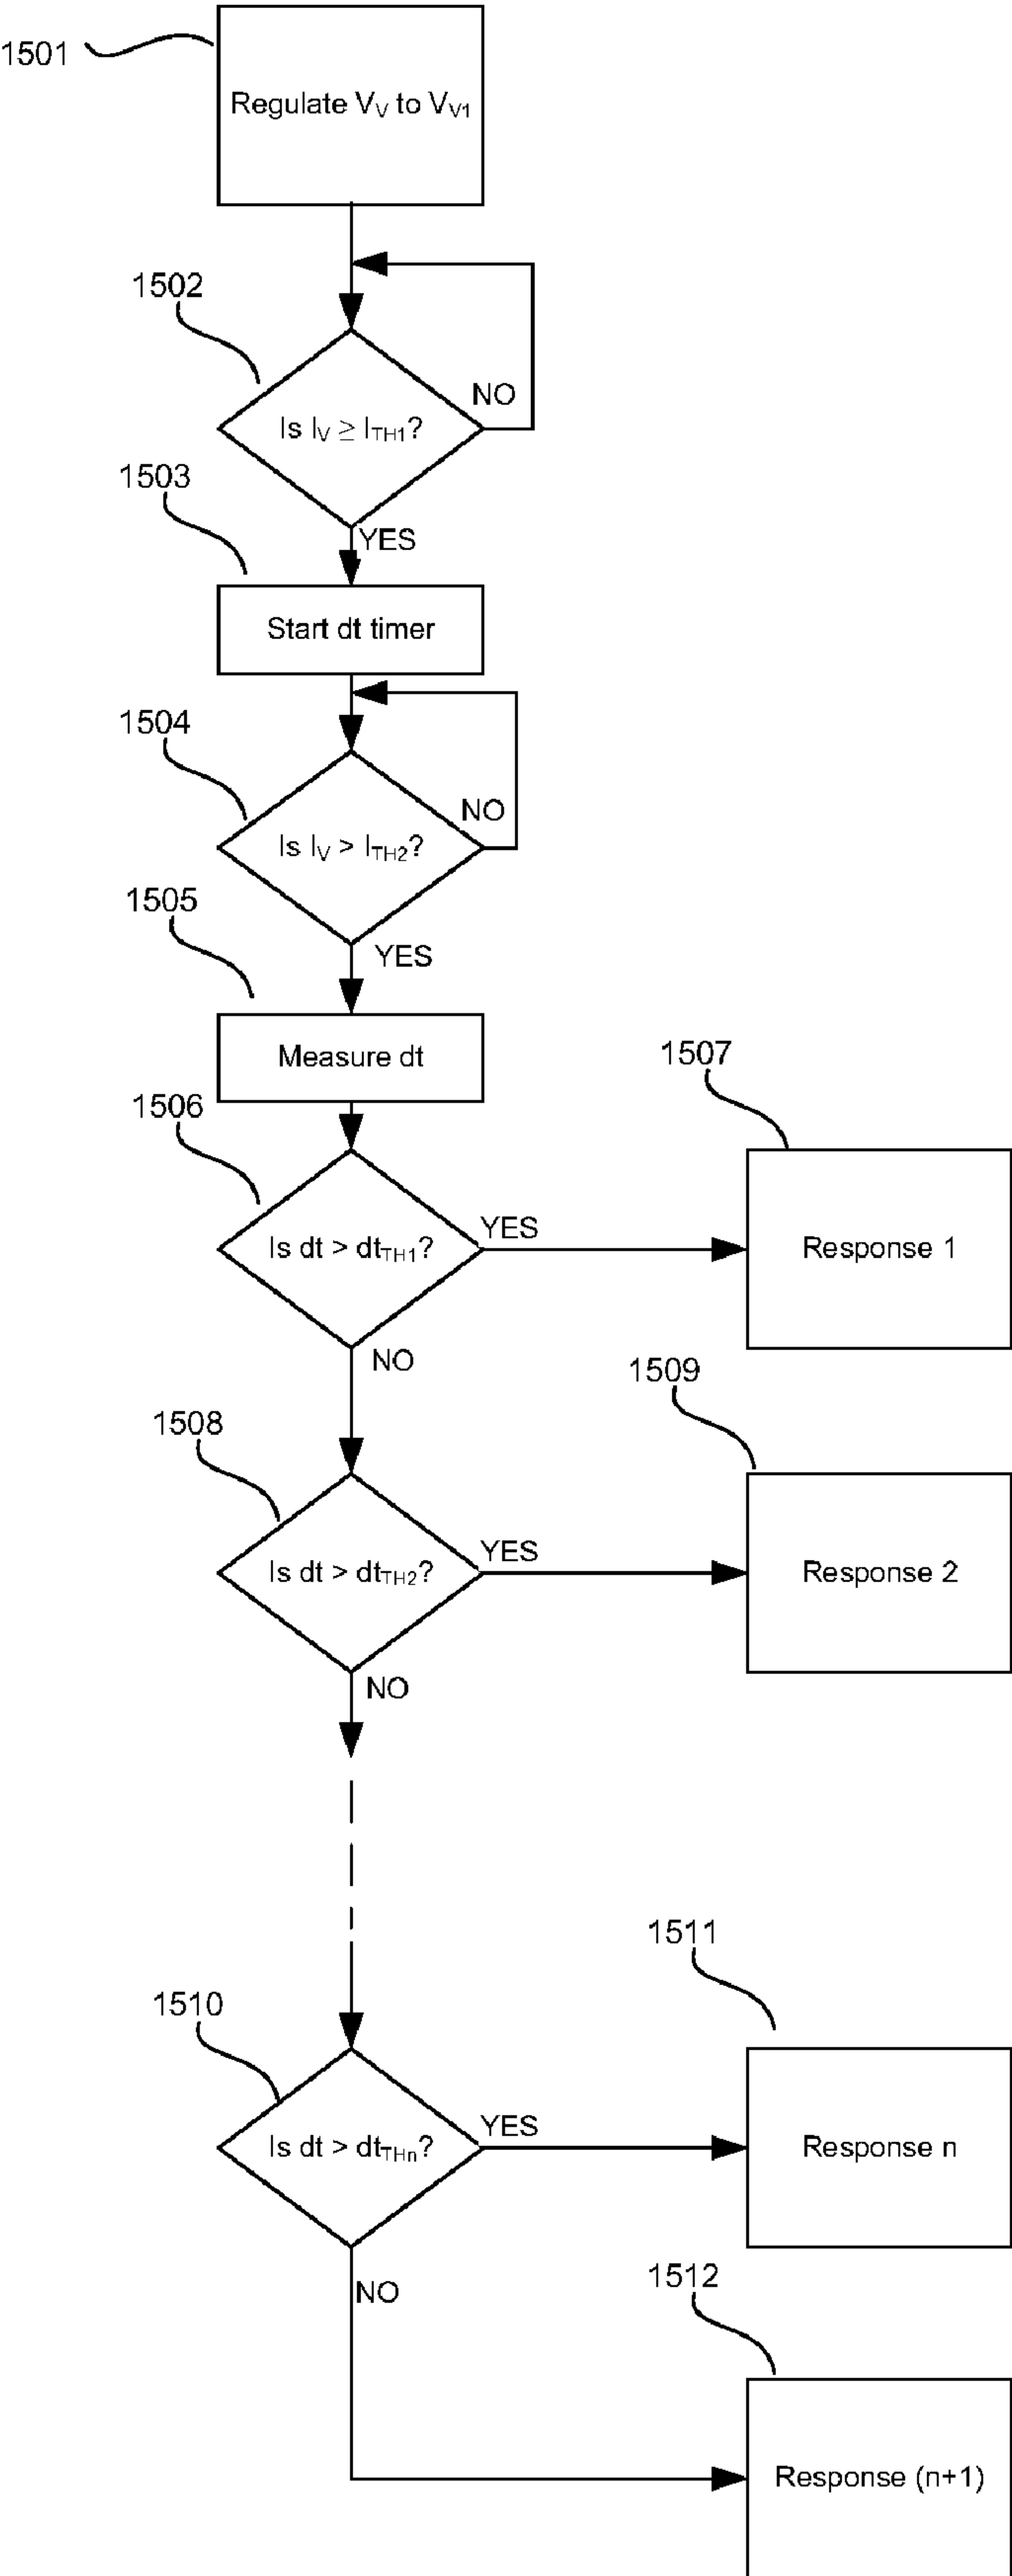 1501
Regulate V_V to V_V1
1502
NO
Is I_V ≥ I_TH1?
1503
YES
Start dt timer
1504
NO
Is I_V > I_TH2?
1505
YES
Measure dt
1507
1506
YES
Is dt > dt_TH1?
Response 1
NO
1509
1508
YES
Is dt > dt_TH2?
Response 2
NO
1511
1510
YES
Is dt > dt_THn?
Response n
NO
1512
Response (n+1)